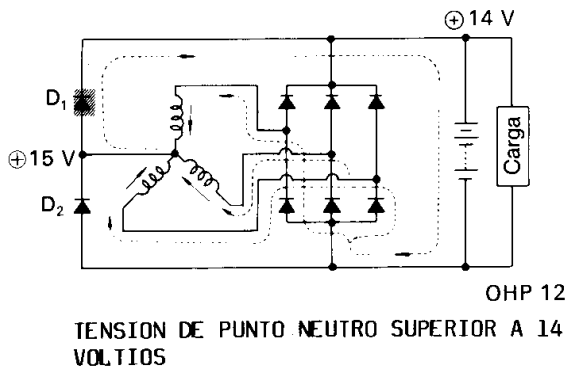 ⊕ 14 V
D₁
⊕ 15 V
D₂
Carga
OHP 12
TENSION DE PUNTO NEUTRO SUPERIOR A 14
VOLTIOS